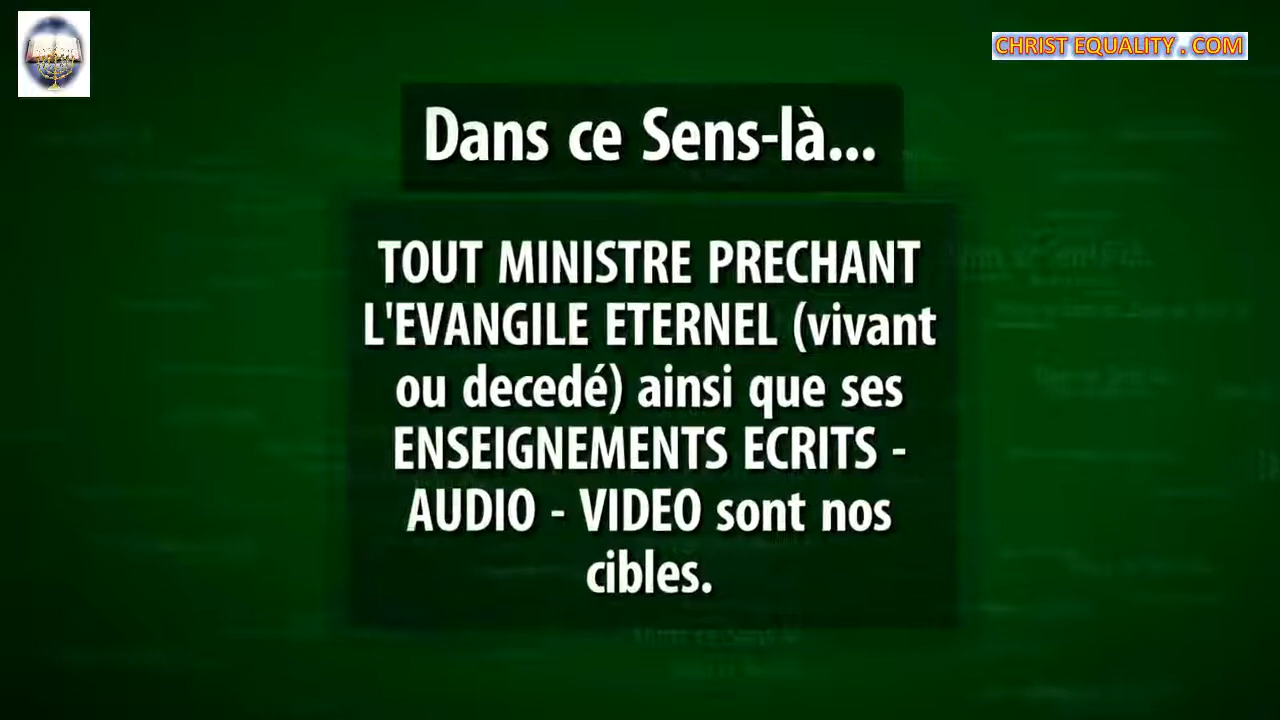 CHRIST EQUALITY . COM
Dans ce Sens-là...
TOUT MINISTRE PRECHANT
L'EVANGILE ETERNEL (vivant
ou decedé) ainsi que ses
ENSEIGNEMENTS ECRITS -
AUDIO - VIDEO sont nos
cibles.